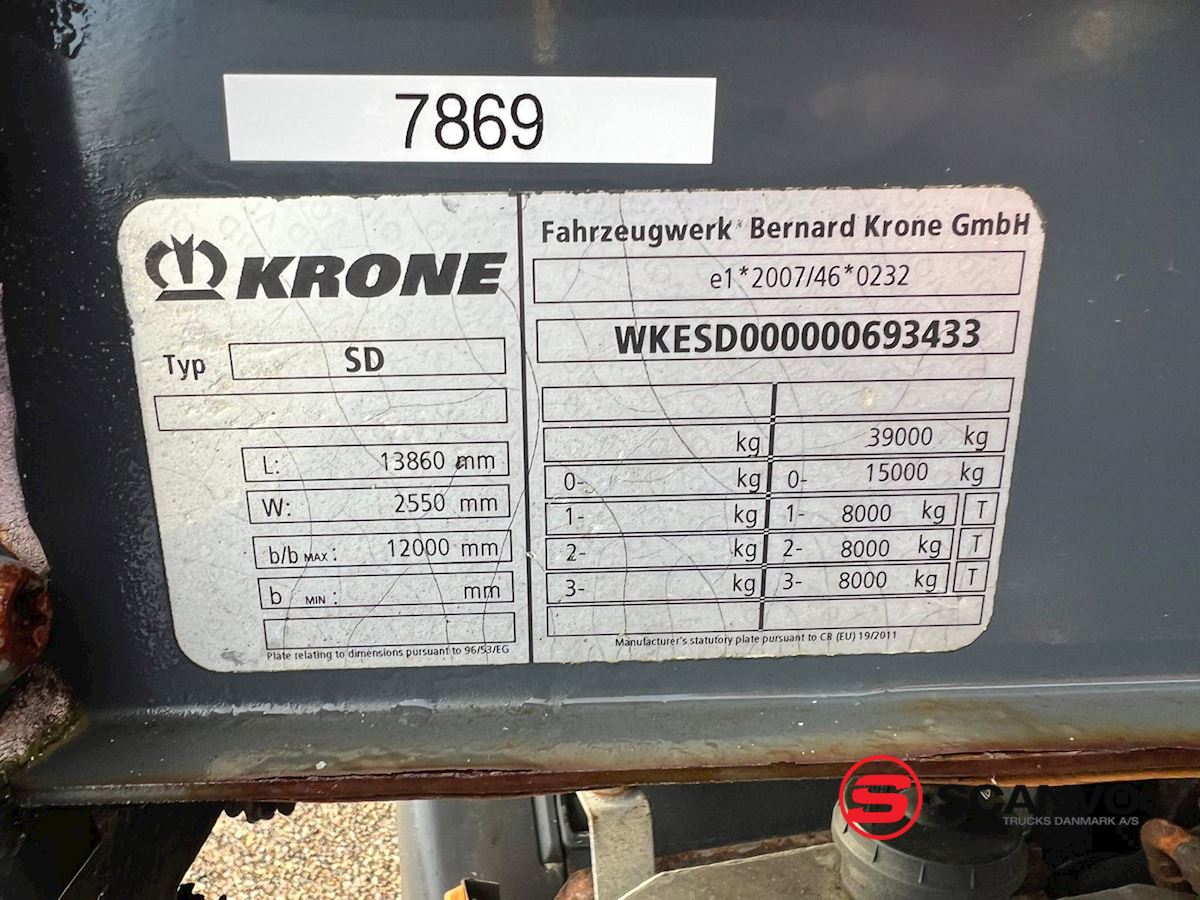 7869
KRONE
Typ SD
L: 13860 mm
W: 2550 mm
b/b MAX: 12000 mm
b MIN: mm
Plate relating to dimensions pursuant to 96/53/EG
Fahrzeugwerk Bernard Krone GmbH
e1*2007/46*0232
WKESD000000693433
kg 39000 kg
0- kg 0- 15000 kg
1- kg 1- 8000 kg T
2- kg 2- 8000 kg T
3- kg 3- 8000 kg T
Manufacturer's statutory plate pursuant to CR (EU) 19/2011
S SCANVO
TRUCKS DANMARK A/S